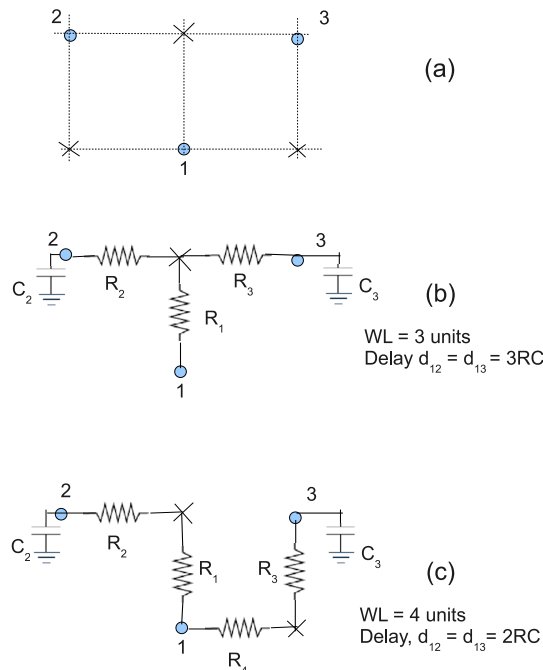 2
3
(a)
1
2
3
R2
R3
C2
C3
R1
(b)
1
WL = 3 units
Delay d12 = d13 = 3RC
2
3
C2
R2
C3
R1
R3
(c)
1
R4
WL = 4 units
Delay, d12 = d13 = 2RC